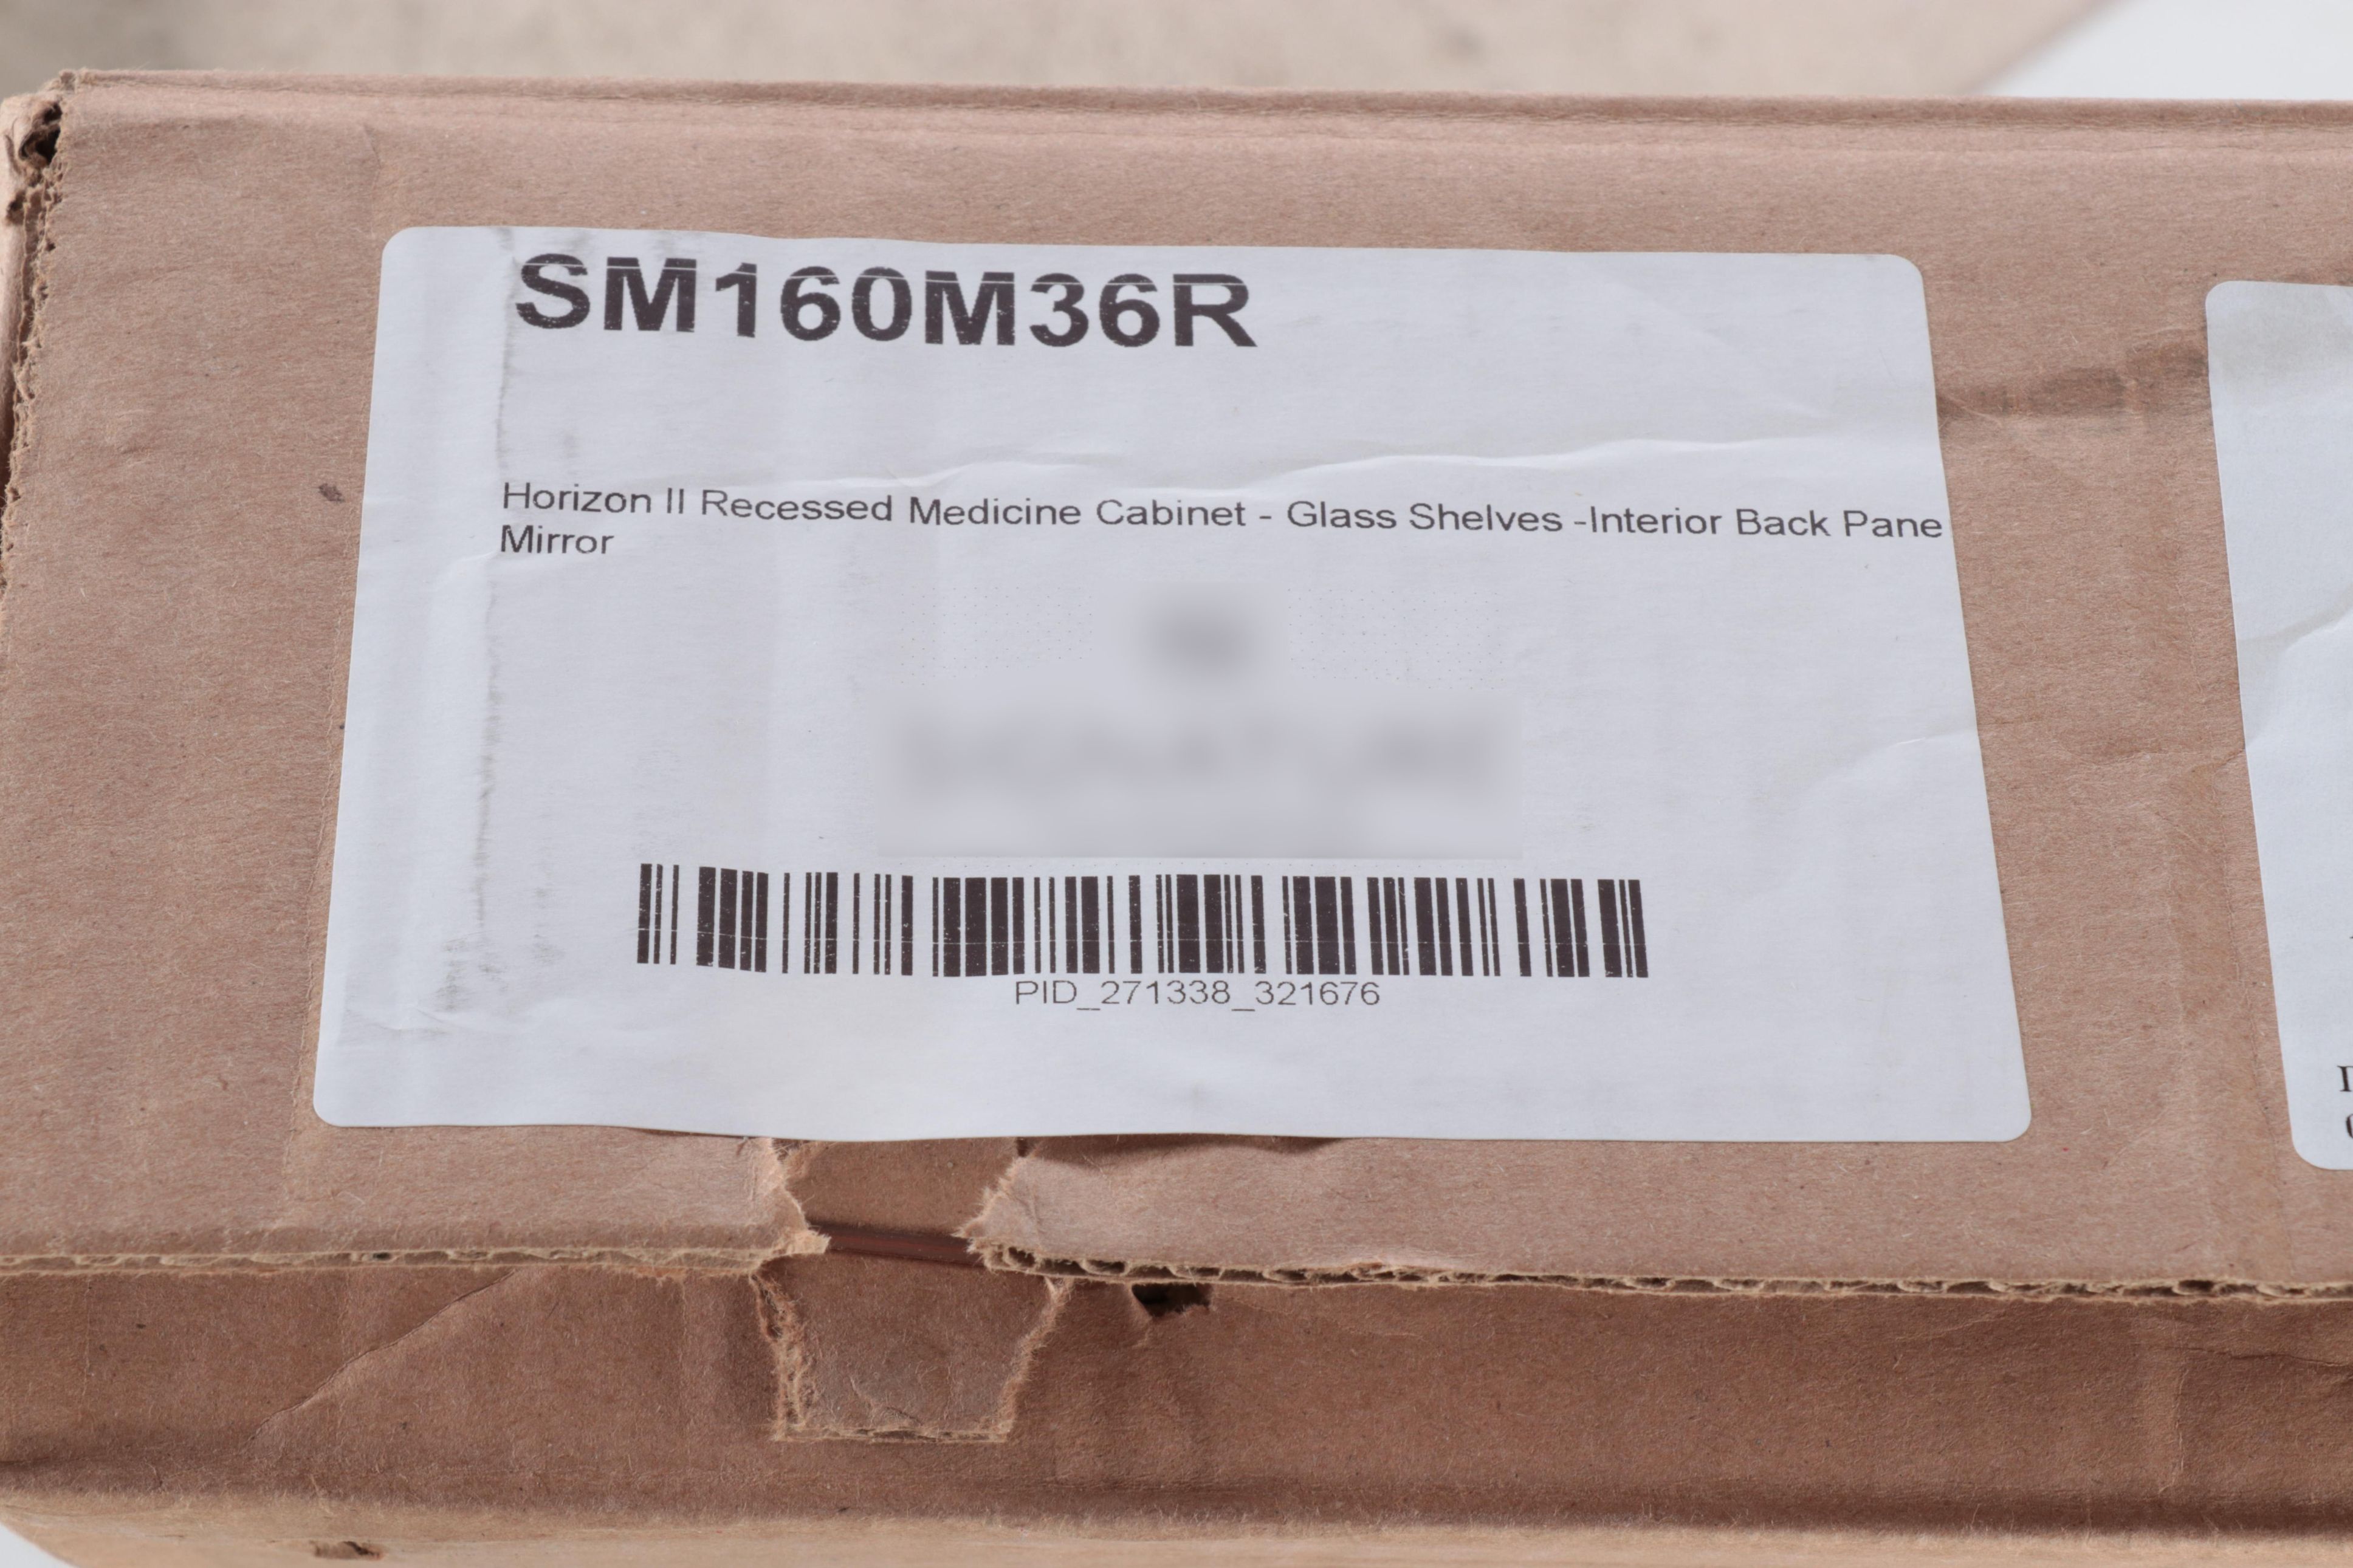 SM160M36R
Horizon II Recessed Medicine Cabinet - Glass Shelves -Interior Back Pane
Mirror
PID_271338_321676